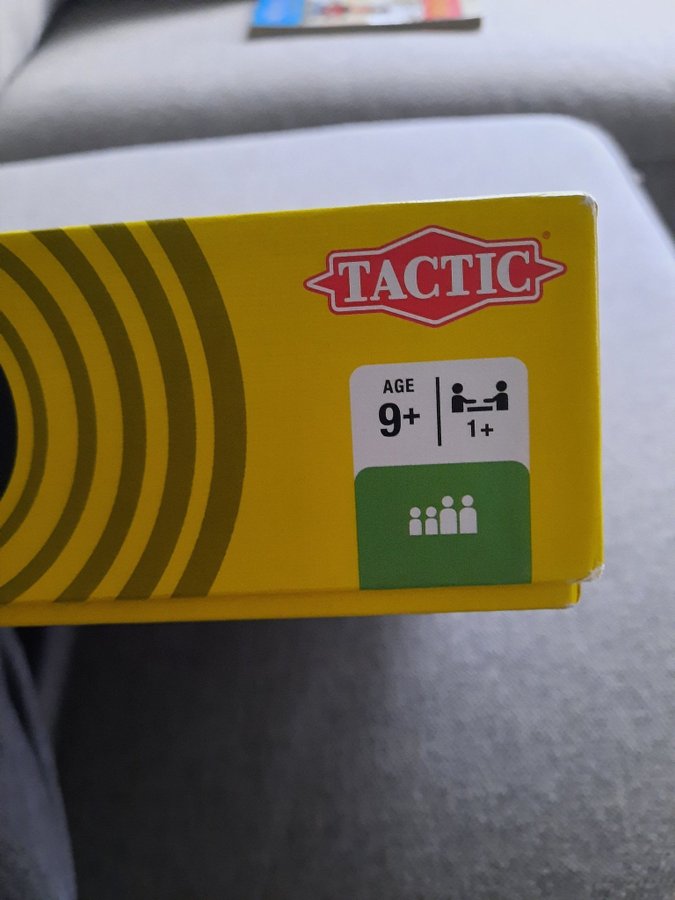 TACTIC®
AGE
9+
1+